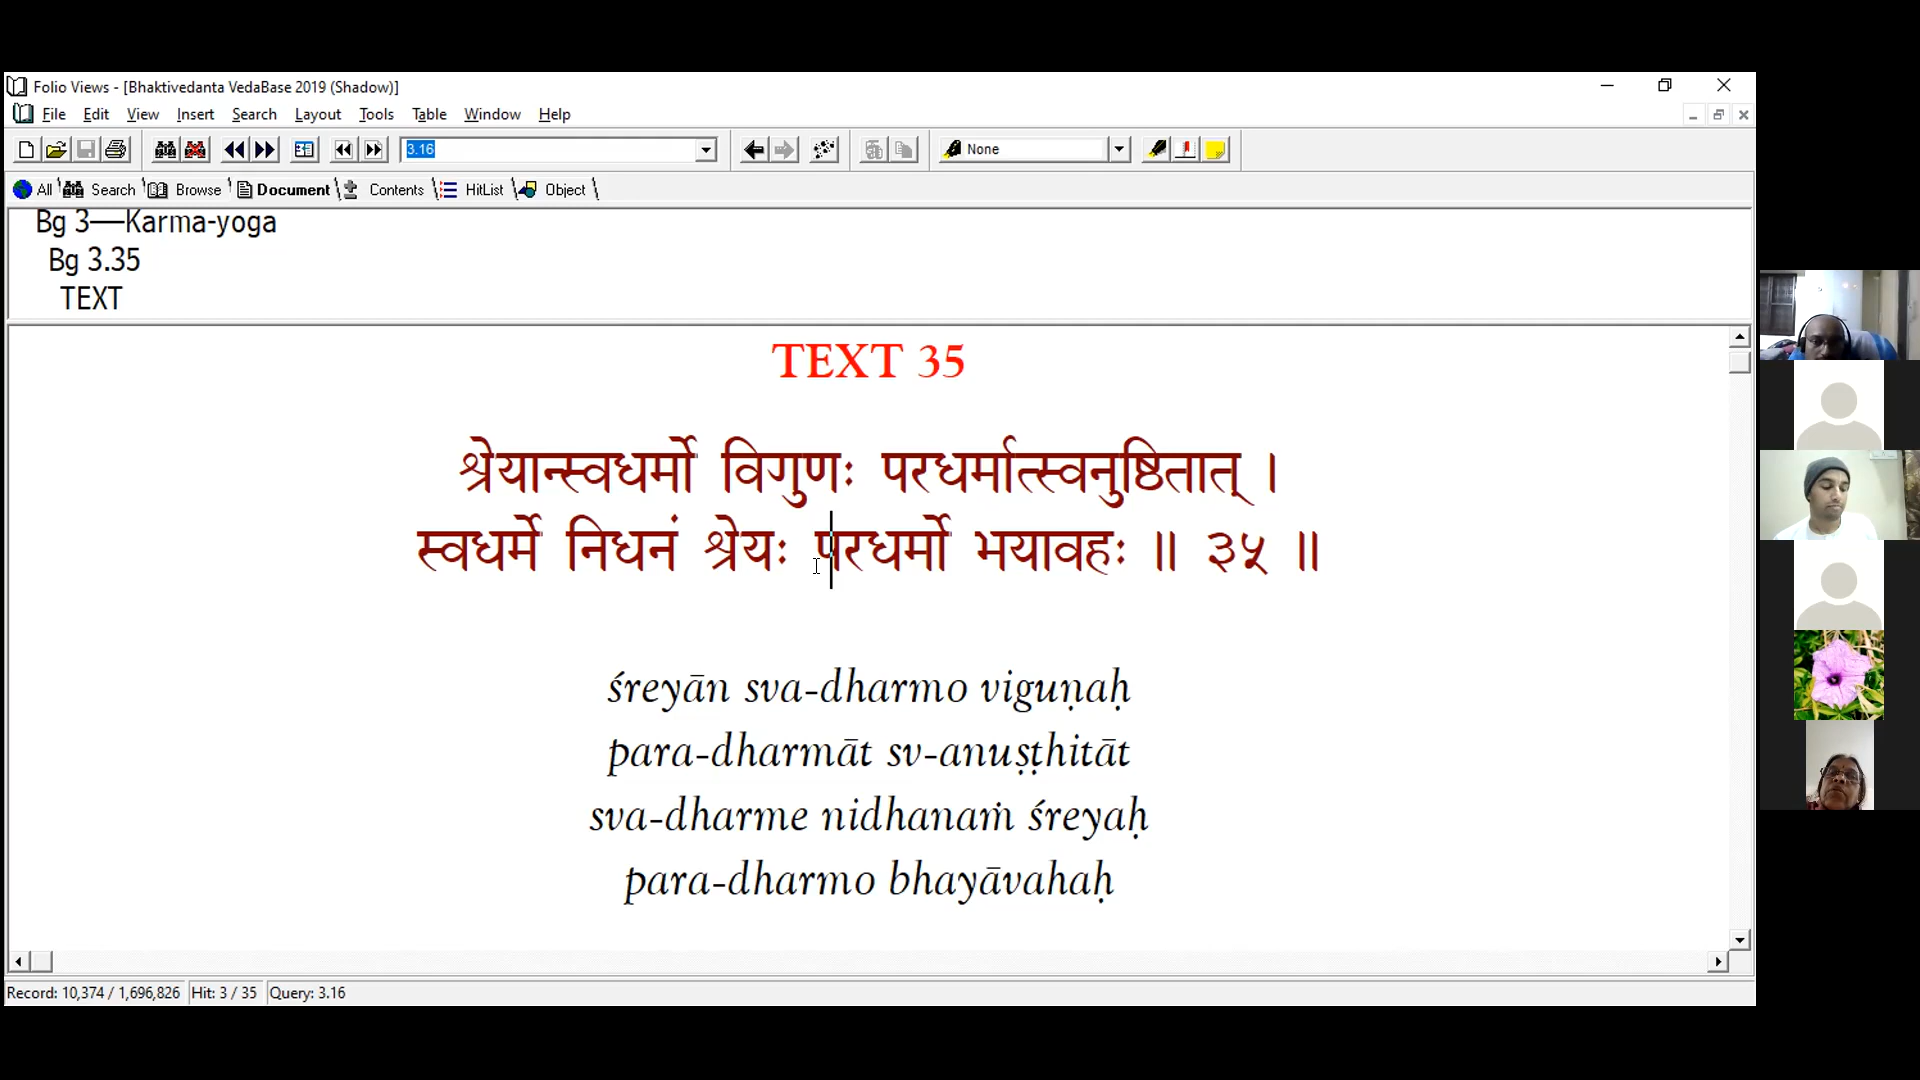 Folio Views - [Bhaktivedanta VedaBase 2019 (Shadow)]
File Edit View Insert Search Layout Tools Table Window Help
3.16 None
All Search Browse Document Contents HitList Object
Bg 3—Karma-yoga
Bg 3.35
TEXT
TEXT 35
श्रेयान्स्वधर्मो विगुणः परधर्मात्स्वनुष्ठितात् ।
स्वधर्मे निधनं श्रेयः परधर्मो भयावहः ॥ ३५ ॥
śreyān sva-dharmo viguṇaḥ
para-dharmāt sv-anuṣṭhitāt
sva-dharme nidhanaṁ śreyaḥ
para-dharmo bhayāvahaḥ
Record: 10,374 / 1,696,826 Hit: 3 / 35 Query: 3.16